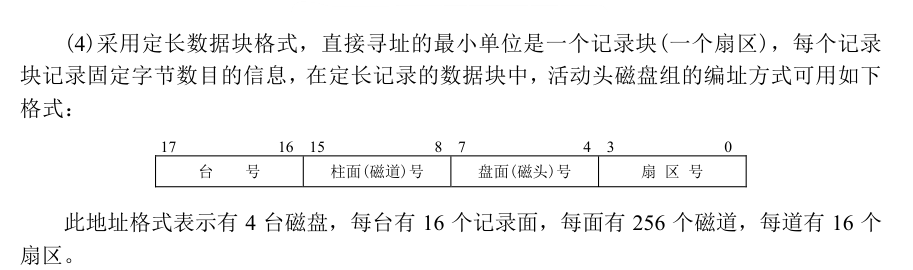 (4)采用定长数据块格式，直接寻址的最小单位是一个记录块(一个扇区)，每个记录
块记录固定字节数目的信息，在定长记录的数据块中，活动头磁盘组的编址方式可用如下
格式：
17 16 15 8 7 4 3 0
台 号 柱面(磁道)号 盘面(磁头)号 扇 区 号
此地址格式表示有 4 台磁盘，每台有 16 个记录面，每面有 256 个磁道，每道有 16 个
扇区。